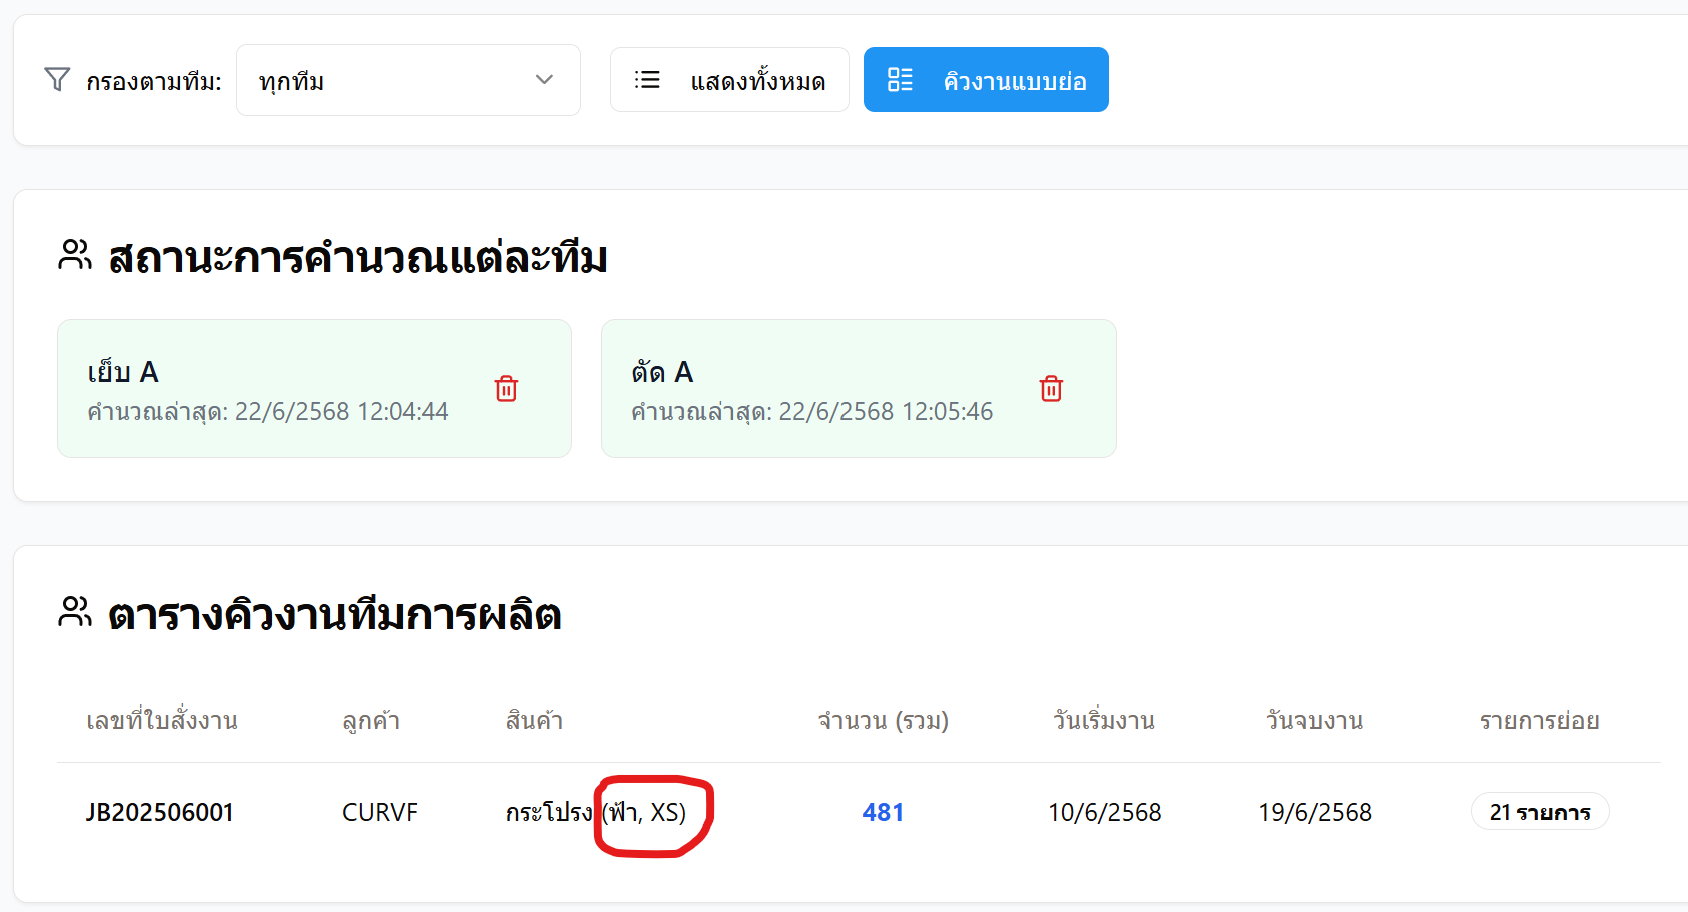 กรองตามทีม: ทุกทีม แสดงทั้งหมด คิวงานแบบย่อ
สถานะการคำนวณแต่ละทีม
เย็บ A
คำนวณล่าสุด: 22/6/2568 12:04:44
ตัด A
คำนวณล่าสุด: 22/6/2568 12:05:46
ตารางคิวงานทีมการผลิต
เลขที่ใบสั่งงาน ลูกค้า สินค้า จำนวน (รวม) วันเริ่มงาน วันจบงาน รายการย่อย
JB202506001 CURVF กระโปรง (ฟ้า, XS) 481 10/6/2568 19/6/2568 21 รายการ